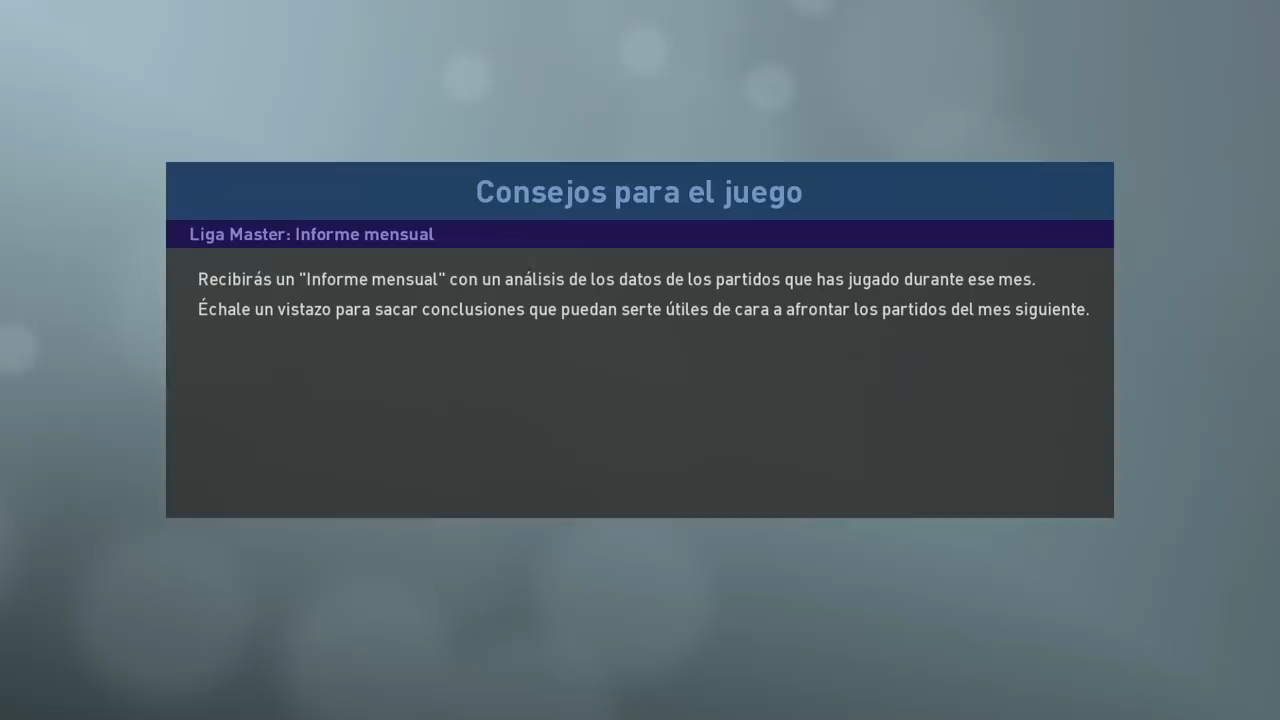 Consejos para el juego
Liga Master: Informe mensual
Recibirás un "Informe mensual" con un análisis de los datos de los partidos que has jugado durante ese mes.
Échale un vistazo para sacar conclusiones que puedan serte útiles de cara a afrontar los partidos del mes siguiente.